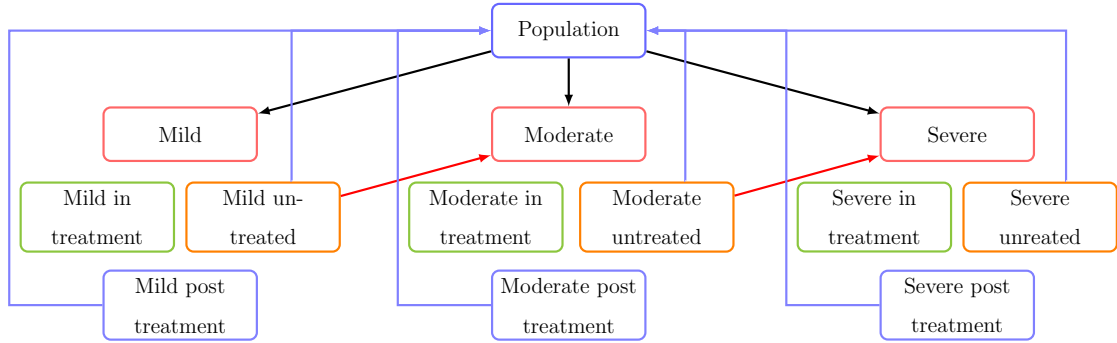 Population
Mild
Moderate
Severe
Mild in
treatment
Mild un-
treated
Moderate in
treatment
Moderate
untreated
Severe in
treatment
Severe
unreated
Mild post
treatment
Moderate post
treatment
Severe post
treatment